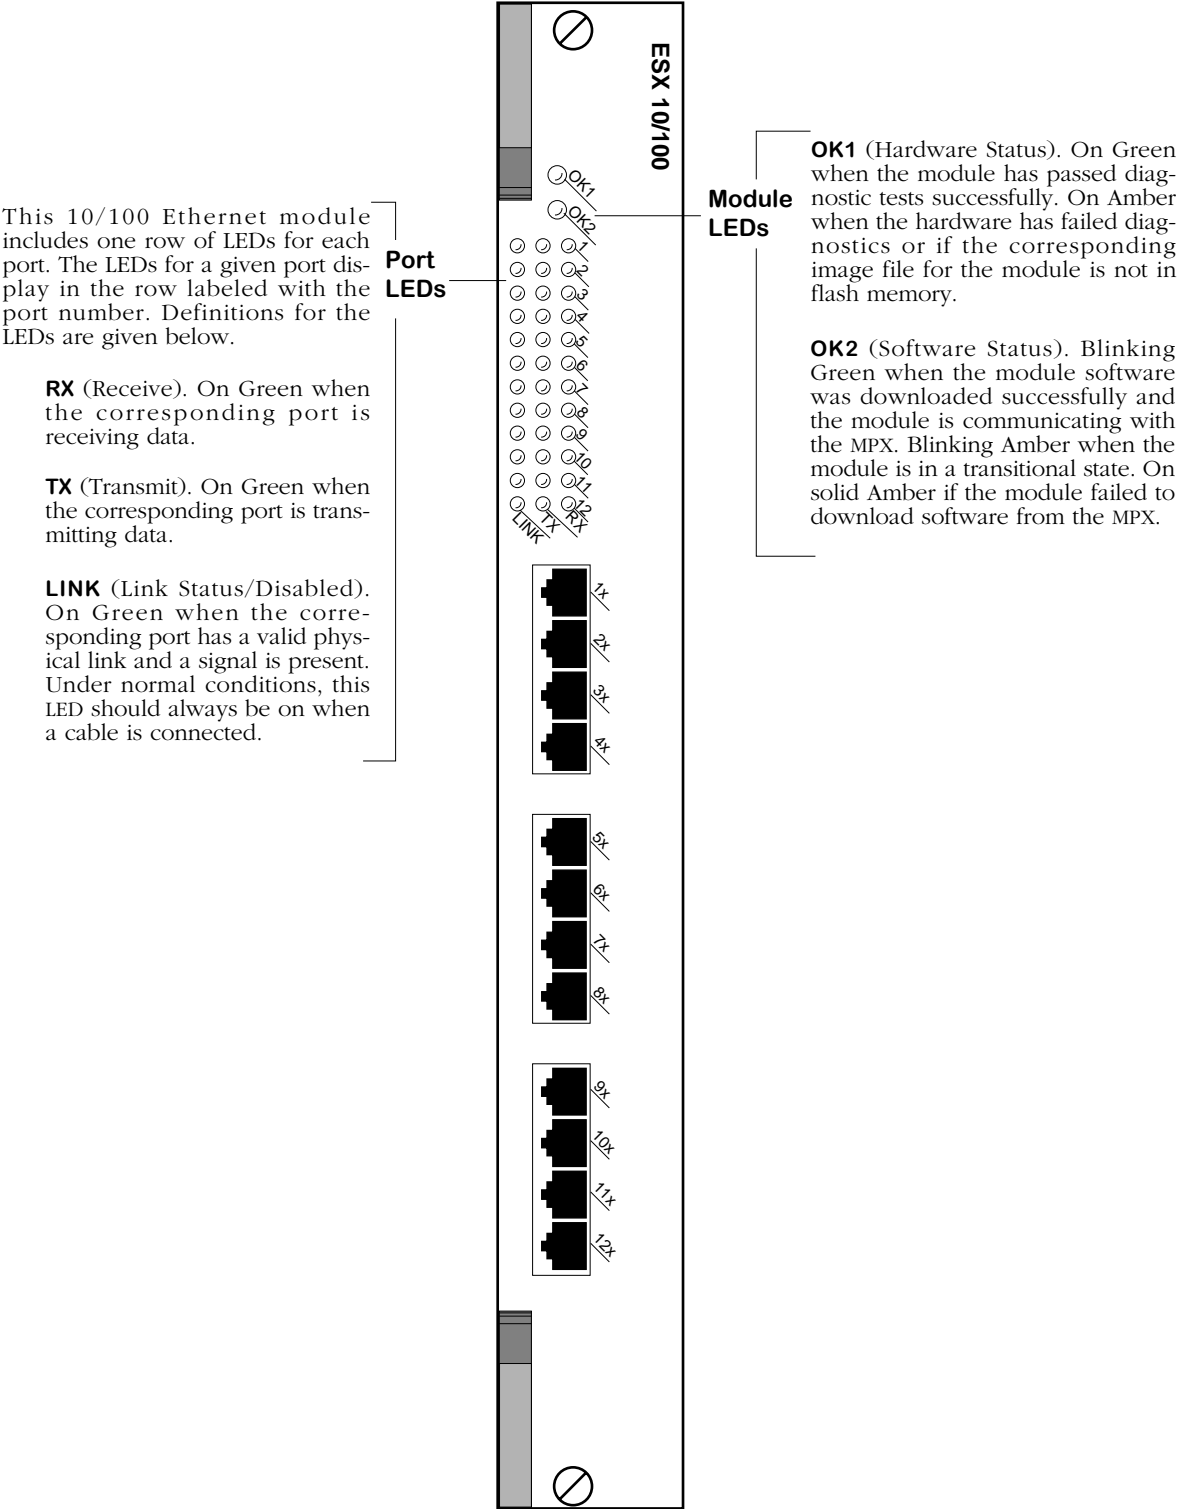 ESX 10/100
This 10/100 Ethernet module
includes one row of LEDs for each
port. The LEDs for a given port dis-
play in the row labeled with the
port number. Definitions for the
LEDs are given below.
RX (Receive). On Green when
the corresponding port is
receiving data.
TX (Transmit). On Green when
the corresponding port is trans-
mitting data.
LINK (Link Status/Disabled).
On Green when the corre-
sponding port has a valid phys-
ical link and a signal is present.
Under normal conditions, this
LED should always be on when
a cable is connected.
Port
LEDs
OK1
OK2
1
2
3
4
5
6
7
8
9
10
11
12
LINK
TX
RX
1x
2x
3x
4x
5x
6x
7x
8x
9x
10x
11x
12x
Module
LEDs
OK1 (Hardware Status). On Green
when the module has passed diag-
nostic tests successfully. On Amber
when the hardware has failed diag-
nostics or if the corresponding
image file for the module is not in
flash memory.
OK2 (Software Status). Blinking
Green when the module software
was downloaded successfully and
the module is communicating with
the MPX. Blinking Amber when the
module is in a transitional state. On
solid Amber if the module failed to
download software from the MPX.